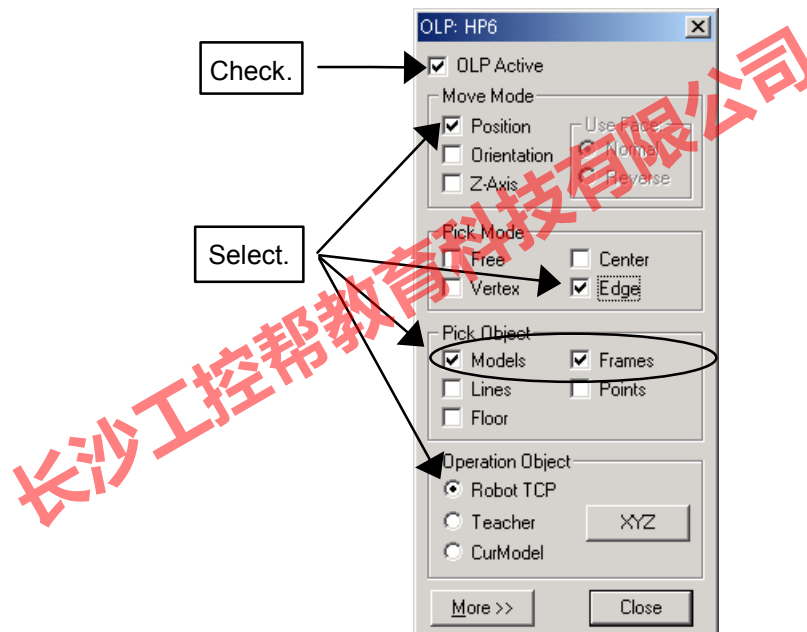 OLP: HP6
Check.
OLP Active
Move Mode
Position
Use Face:
Orientation
Normal
Z-Axis
Reverse
Select.
Pick Mode
Free
Center
Vertex
Edge
Pick Object
Models
Frames
Lines
Points
Floor
Operation Object
Robot TCP
Teacher
XYZ
CurModel
More >>
Close
长沙工控帮教育科技有限公司